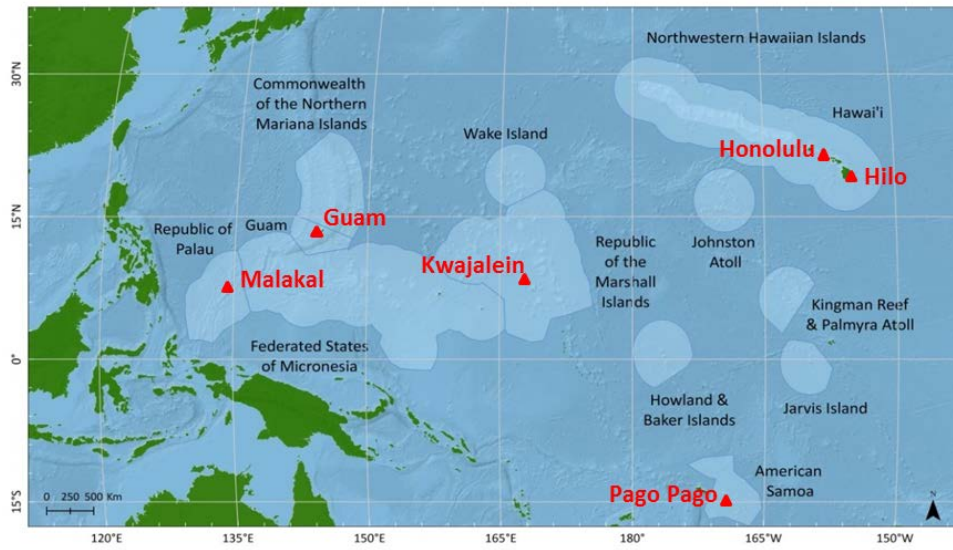 Northwestern Hawaiian Islands
Commonwealth
of the Northern
Mariana Islands
Hawai'i
30°N
Wake Island
Honolulu
Hilo
15°N
Guam
Republic of
Palau
Guam
Johnston
Atoll
Republic
of the
Marshall
Islands
Kwajalein
Malakal
Kingman Reef
& Palmyra Atoll
Federated States
of Micronesia
0°
Howland &
Baker Islands
Jarvis Island
American
Samoa
Pago Pago
0 250 500 Km
15°S
N
120°E
135°E
150°E
165°E
180°
165°W
150°W